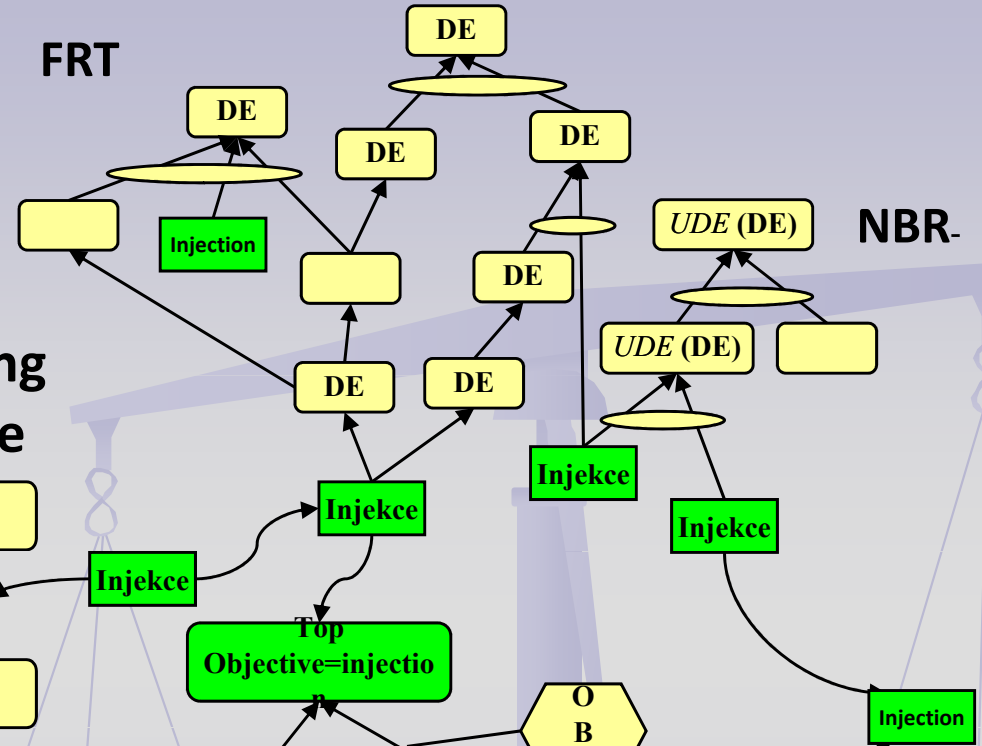 DE
FRT
DE
DE
DE
Injection
UDE (DE)
NBR-
DE
UDE (DE)
ng
DE
DE
e
Injekce
Injekce
Injekce
Injekce
Top
Objective=injectio
n
O
B
Injection